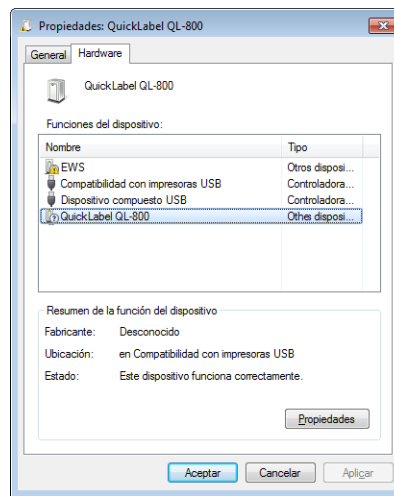 Propiedades: QuickLabel QL-800
General Hardware
QuickLabel QL-800
Funciones del dispositivo:
Nombre Tipo
EWS Otros disposi...
Compatibilidad con impresoras USB Controladora...
Dispositivo compuesto USB Controladora...
QuickLabel QL-800 Othes disposi...
Resumen de la función del dispositivo
Fabricante: Desconocido
Ubicación: en Compatibilidad con impresoras USB
Estado: Este dispositivo funciona correctamente.
Propiedades
Aceptar Cancelar Aplicar